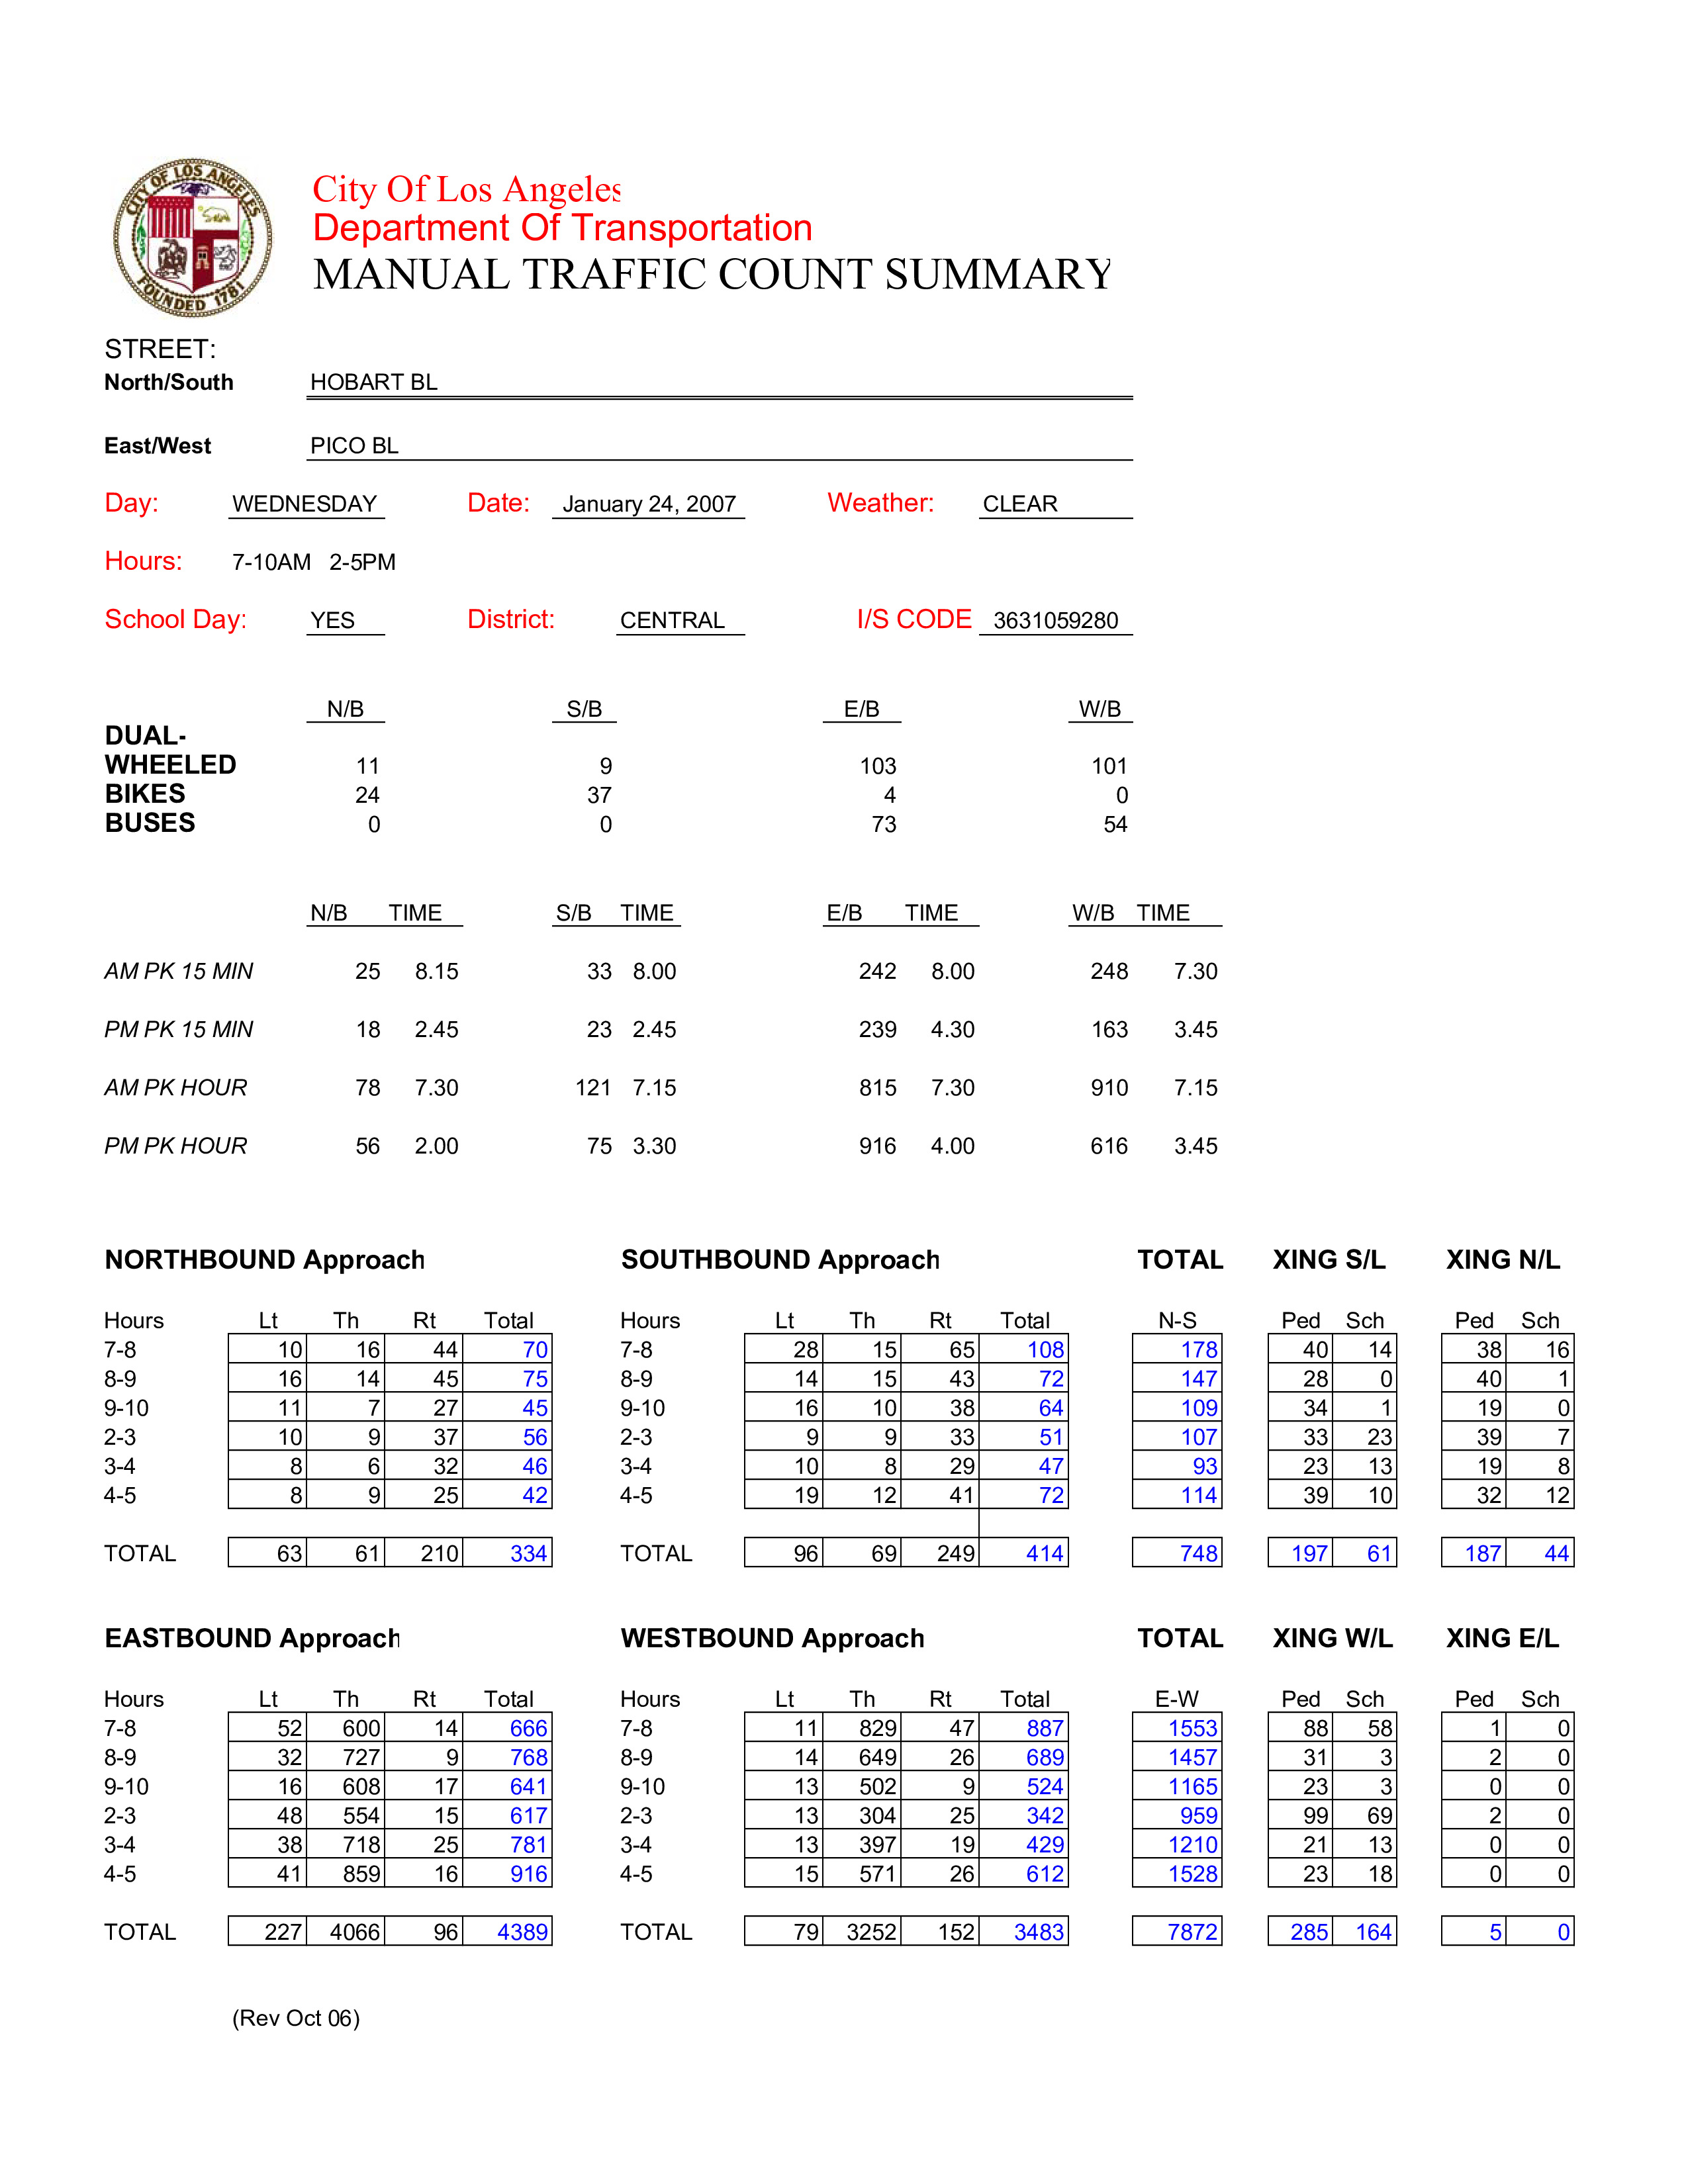 CITY OF LOS ANGELES
FOUNDED 1781
City Of Los Angeles
Department Of Transportation
MANUAL TRAFFIC COUNT SUMMARY
STREET:
North/South HOBART BL
East/West PICO BL
Day: WEDNESDAY Date: January 24, 2007 Weather: CLEAR
Hours: 7-10AM 2-5PM
School Day: YES District: CENTRAL I/S CODE 3631059280
N/B S/B E/B W/B
DUAL-
WHEELED 11 9 103 101
BIKES 24 37 4 0
BUSES 0 0 73 54
N/B TIME S/B TIME E/B TIME W/B TIME
AM PK 15 MIN 25 8.15 33 8.00 242 8.00 248 7.30
PM PK 15 MIN 18 2.45 23 2.45 239 4.30 163 3.45
AM PK HOUR 78 7.30 121 7.15 815 7.30 910 7.15
PM PK HOUR 56 2.00 75 3.30 916 4.00 616 3.45
NORTHBOUND Approach SOUTHBOUND Approach TOTAL XING S/L XING N/L
Hours Lt Th Rt Total Hours Lt Th Rt Total N-S Ped Sch Ped Sch
7-8 10 16 44 70 7-8 28 15 65 108 178 40 14 38 16
8-9 16 14 45 75 8-9 14 15 43 72 147 28 0 40 1
9-10 11 7 27 45 9-10 16 10 38 64 109 34 1 19 0
2-3 10 9 37 56 2-3 9 9 33 51 107 33 23 39 7
3-4 8 6 32 46 3-4 10 8 29 47 93 23 13 19 8
4-5 8 9 25 42 4-5 19 12 41 72 114 39 10 32 12
TOTAL 63 61 210 334 TOTAL 96 69 249 414 748 197 61 187 44
EASTBOUND Approach WESTBOUND Approach TOTAL XING W/L XING E/L
Hours Lt Th Rt Total Hours Lt Th Rt Total E-W Ped Sch Ped Sch
7-8 52 600 14 666 7-8 11 829 47 887 1553 88 58 1 0
8-9 32 727 9 768 8-9 14 649 26 689 1457 31 3 2 0
9-10 16 608 17 641 9-10 13 502 9 524 1165 23 3 0 0
2-3 48 554 15 617 2-3 13 304 25 342 959 99 69 2 0
3-4 38 718 25 781 3-4 13 397 19 429 1210 21 13 0 0
4-5 41 859 16 916 4-5 15 571 26 612 1528 23 18 0 0
TOTAL 227 4066 96 4389 TOTAL 79 3252 152 3483 7872 285 164 5 0
(Rev Oct 06)